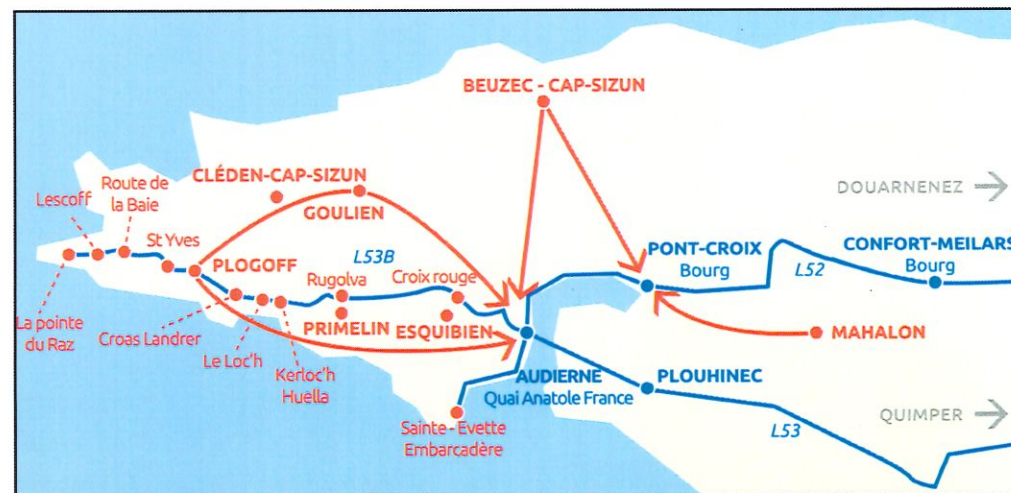 BEUZEC - CAP-SIZUN
CLÉDEN-CAP-SIZUN
GOULIEN
DOUARNENEZ
Lescoff
Route de
la Baie
St Yves
PLOGOFF
L53B
Rugolva
Croix rouge
PONT-CROIX
Bourg
L52
CONFORT-MEILARS
Bourg
La pointe
du Raz
Croas Landrer
Le Loc'h
Kerloc'h
Huella
PRIMELIN
ESQUIBIEN
MAHALON
AUDIERNE
Quai Anatole France
PLOUHINEC
Sainte - Evette
Embarcadère
L53
QUIMPER